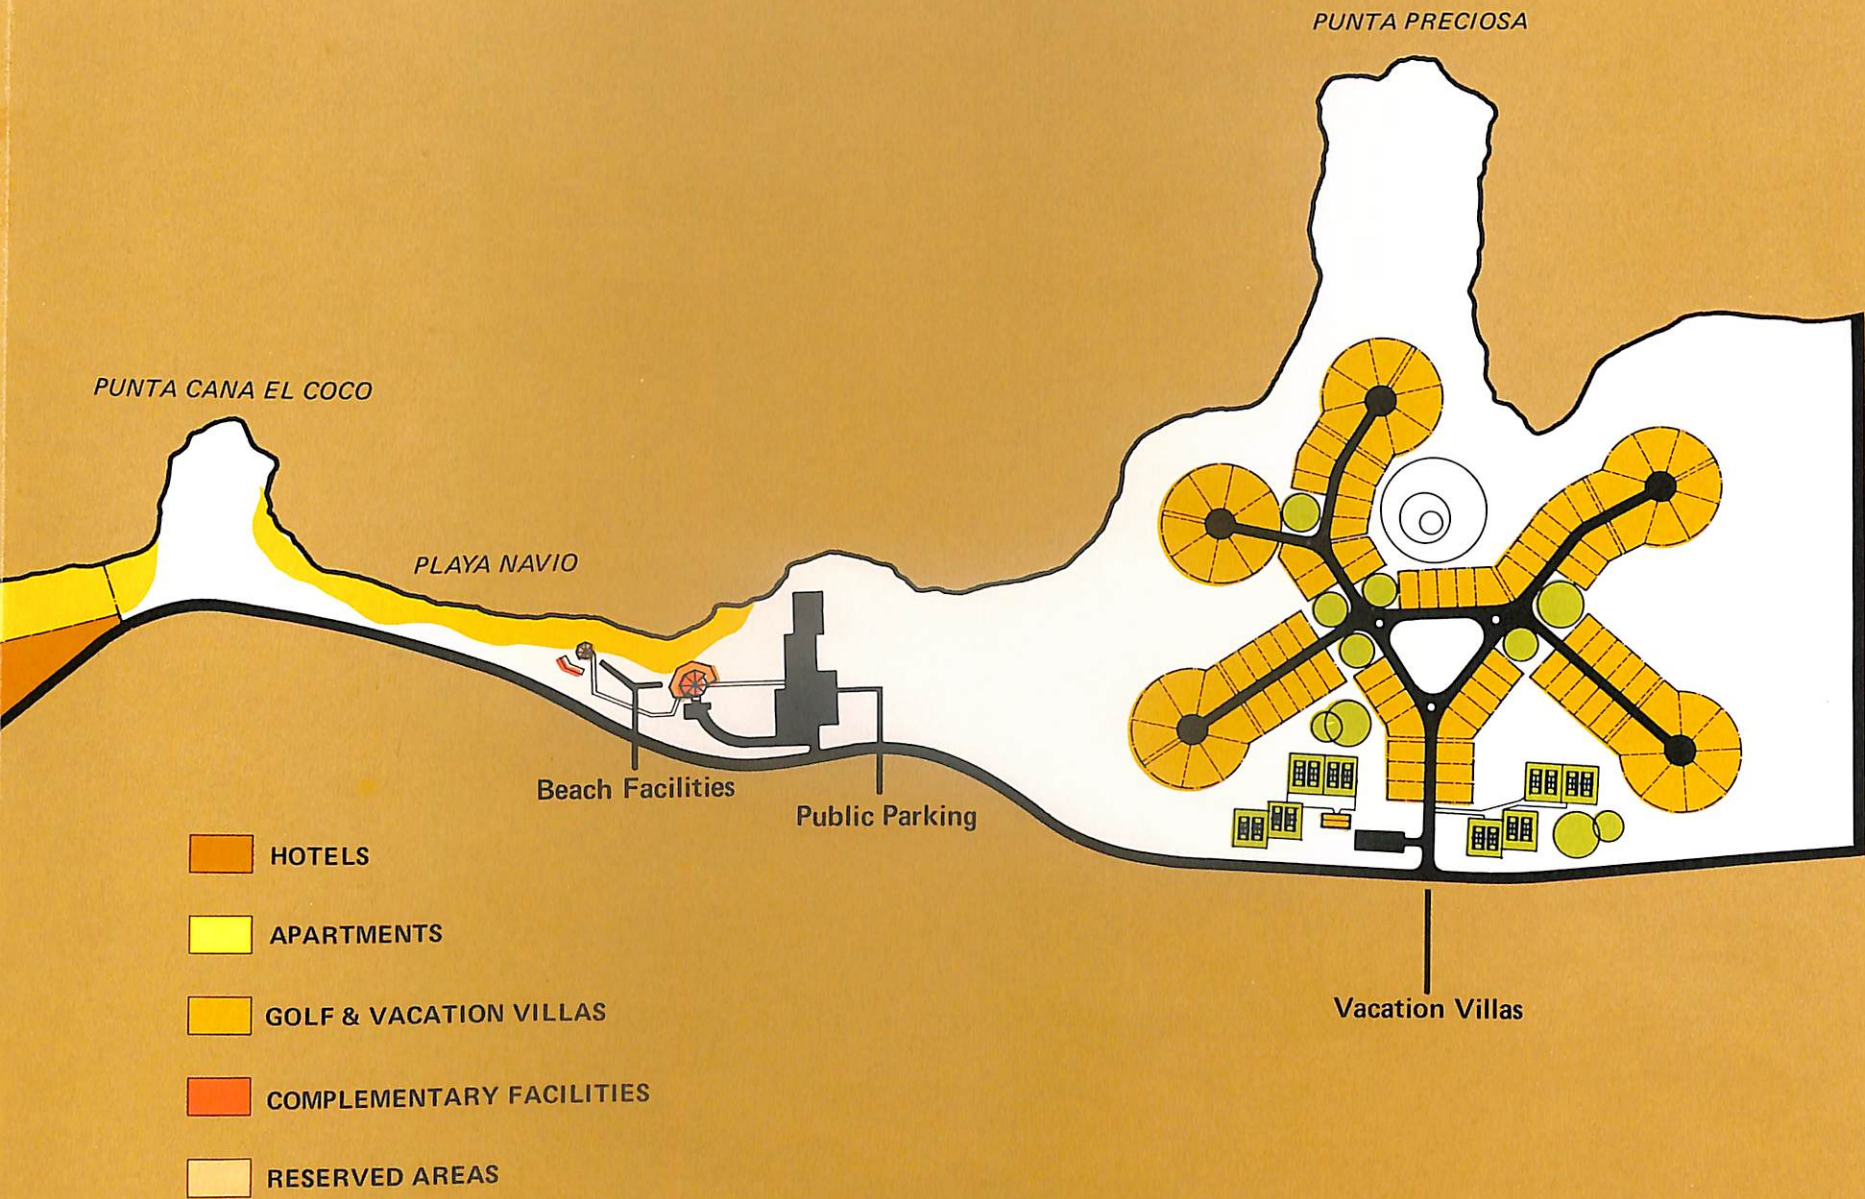 PUNTA PRECIOSA
PUNTA CANA EL COCO
PLAYA NAVIO
Beach Facilities
Public Parking
HOTELS
APARTMENTS
GOLF & VACATION VILLAS
Vacation Villas
COMPLEMENTARY FACILITIES
RESERVED AREAS